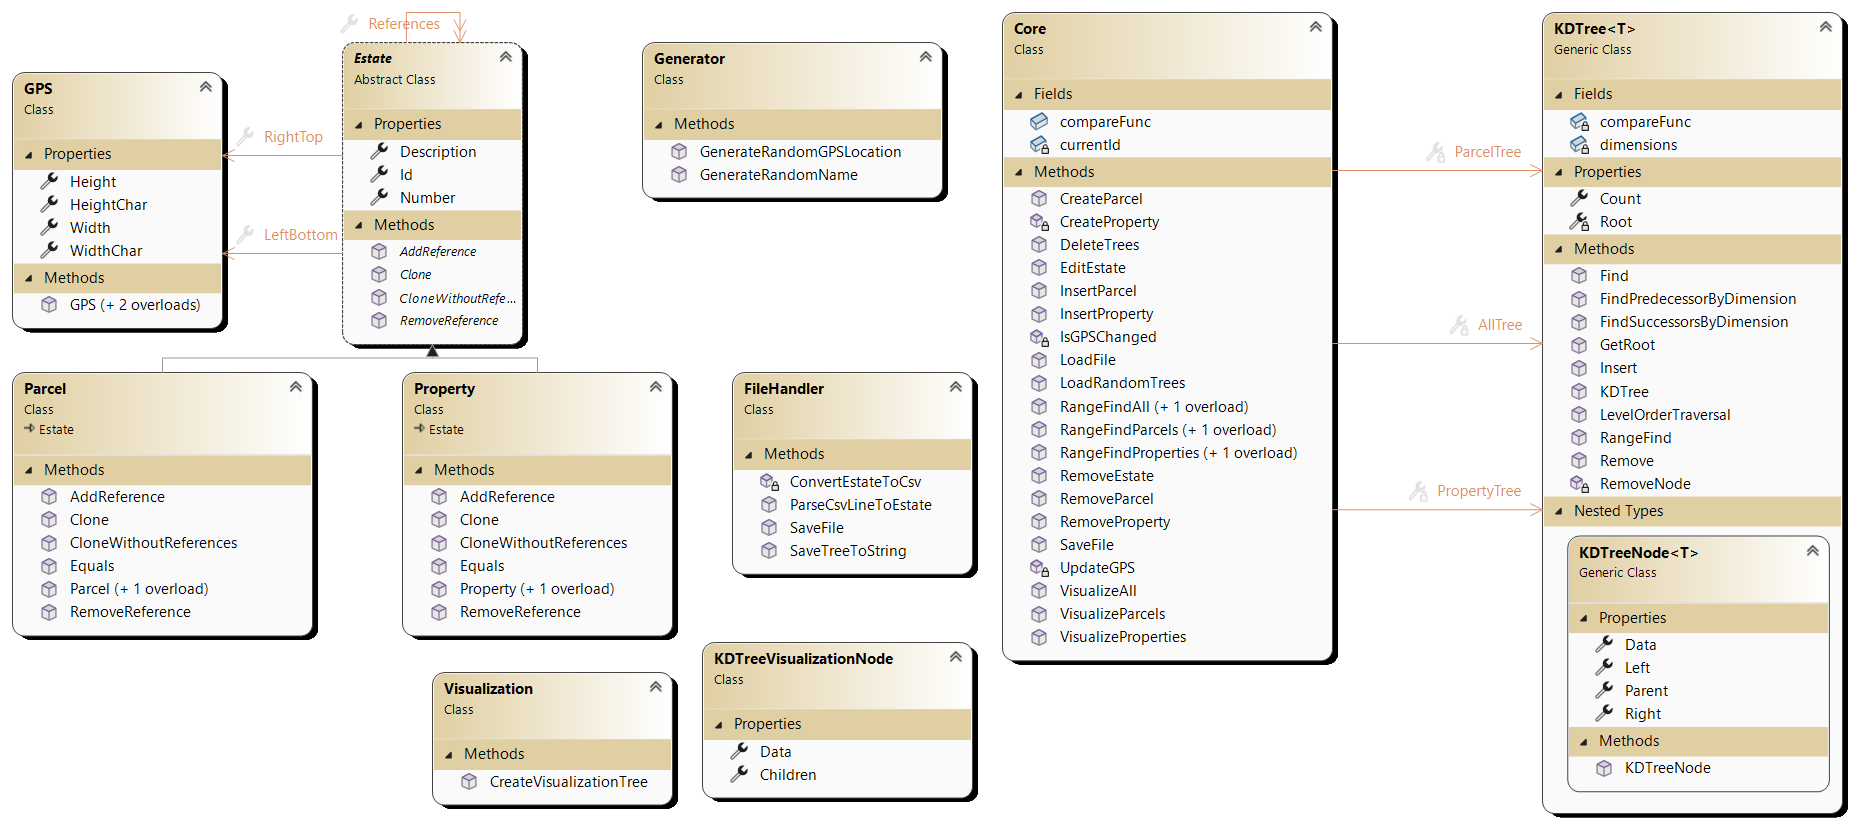 References
Estate
Abstract Class
Properties
Description
Id
Number
Methods
AddReference
Clone
CloneWithoutRefe...
RemoveReference
GPS
Class
Properties
Height
HeightChar
Width
WidthChar
Methods
GPS (+ 2 overloads)
RightTop
LeftBottom
Generator
Class
Methods
GenerateRandomGPSLocation
GenerateRandomName
Parcel
Class
Estate
Methods
AddReference
Clone
CloneWithoutReferences
Equals
Parcel (+ 1 overload)
RemoveReference
Property
Class
Estate
Methods
AddReference
Clone
CloneWithoutReferences
Equals
Property (+ 1 overload)
RemoveReference
FileHandler
Class
Methods
ConvertEstateToCsv
ParseCsvLineToEstate
SaveFile
SaveTreeToString
Visualization
Class
Methods
CreateVisualizationTree
KDTreeVisualizationNode
Class
Properties
Data
Children
Core
Class
Fields
compareFunc
currentId
Methods
CreateParcel
CreateProperty
DeleteTrees
EditEstate
InsertParcel
InsertProperty
IsGPSChanged
LoadFile
LoadRandomTrees
RangeFindAll (+ 1 overload)
RangeFindParcels (+ 1 overload)
RangeFindProperties (+ 1 overload)
RemoveEstate
RemoveParcel
RemoveProperty
SaveFile
UpdateGPS
VisualizeAll
VisualizeParcels
VisualizeProperties
ParcelTree
AllTree
PropertyTree
KDTree<T>
Generic Class
Fields
compareFunc
dimensions
Properties
Count
Root
Methods
Find
FindPredecessorByDimension
FindSuccessorsByDimension
GetRoot
Insert
KDTree
LevelOrderTraversal
RangeFind
Remove
RemoveNode
Nested Types
KDTreeNode<T>
Generic Class
Properties
Data
Left
Parent
Right
Methods
KDTreeNode